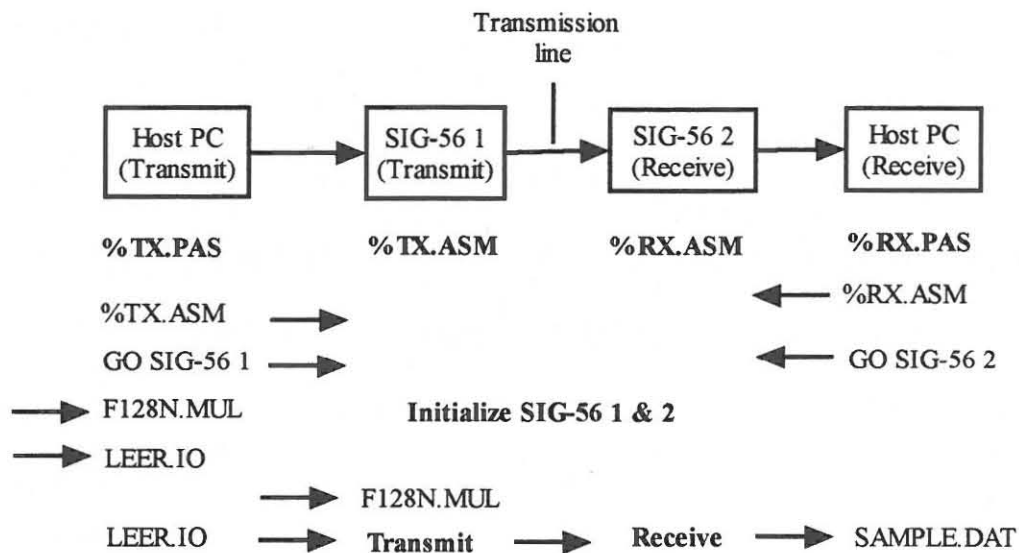 Transmission
line
Host PC
(Transmit)
SIG-56 1
(Transmit)
SIG-56 2
(Receive)
Host PC
(Receive)
%TX.PAS
%TX.ASM
%RX.ASM
%RX.PAS
%TX.ASM
%RX.ASM
GO SIG-56 1
GO SIG-56 2
F128N.MUL
Initialize SIG-56 1 & 2
LEER.IO
F128N.MUL
LEER.IO
Transmit
Receive
SAMPLE.DAT